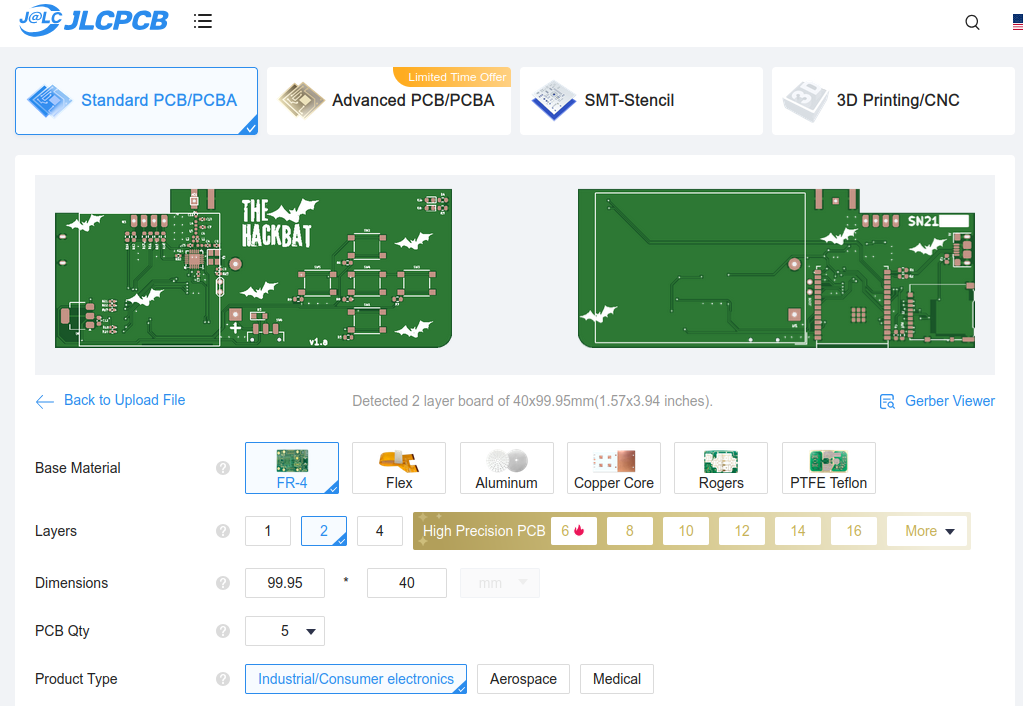 J@LC JLCPCB
Limited Time Offer
Standard PCB/PCBA
Advanced PCB/PCBA
SMT-Stencil
3D Printing/CNC
THE
HACKBAT
v1.0
SN21
Back to Upload File
Detected 2 layer board of 40x99.95mm(1.57x3.94 inches).
Gerber Viewer
Base Material ? FR-4 Flex Aluminum Copper Core Rogers PTFE Teflon
Layers ? 1 2 4 High Precision PCB 6 8 10 12 14 16 More
Dimensions ? 99.95 * 40 mm
PCB Qty ? 5
Product Type ? Industrial/Consumer electronics Aerospace Medical